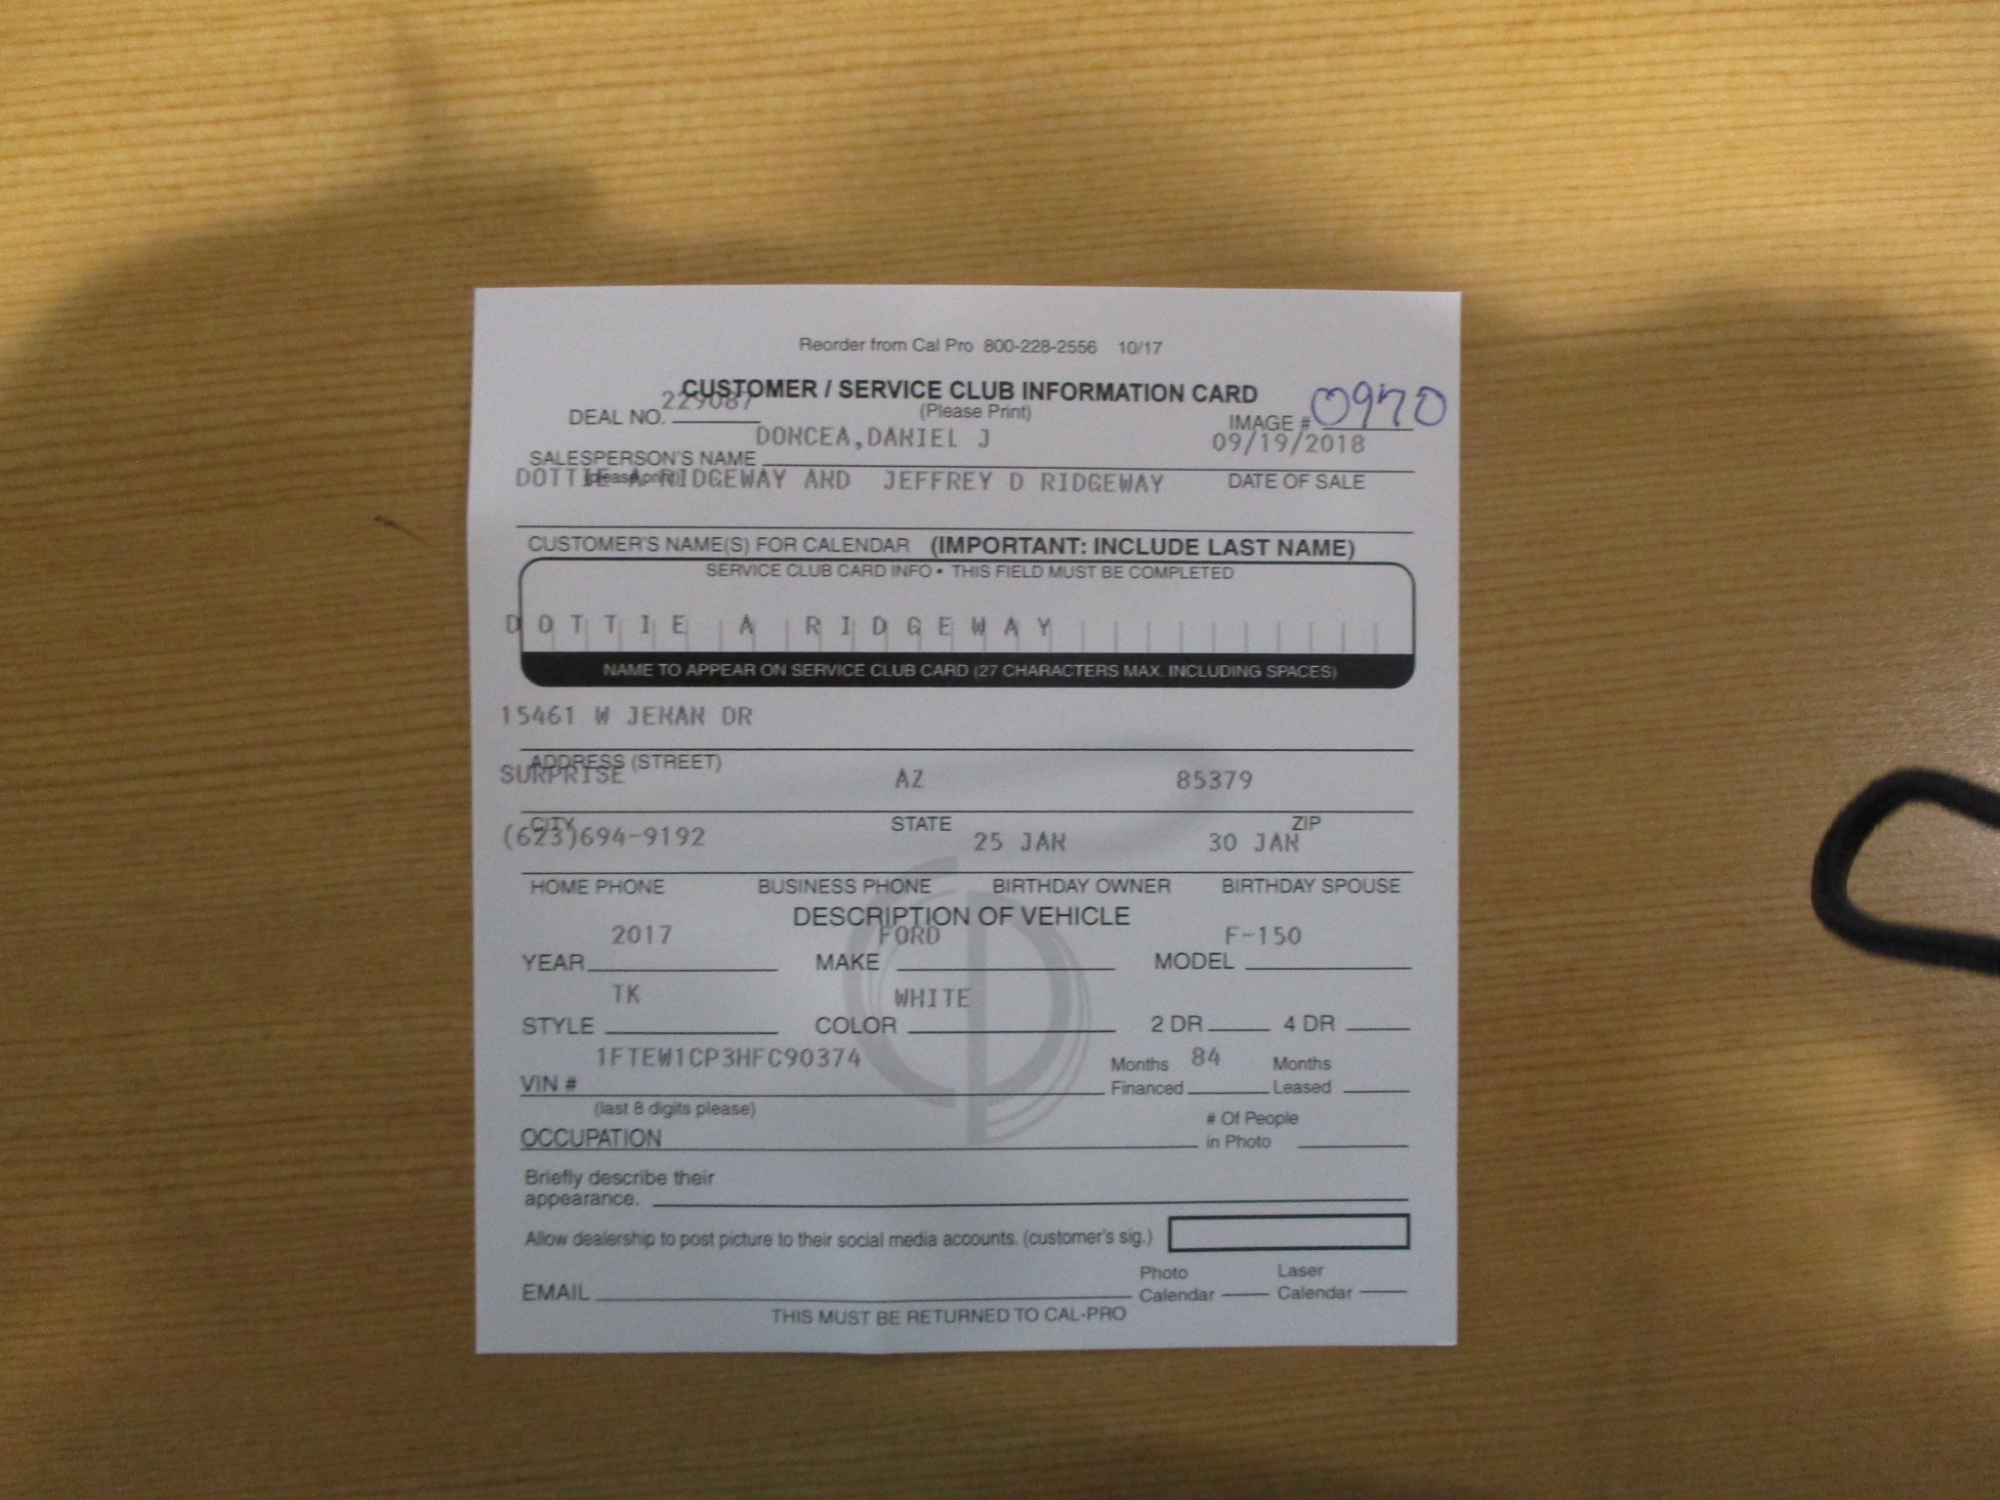 Reorder from Cal Pro 800-228-2556 10/17
CUSTOMER / SERVICE CLUB INFORMATION CARD
DEAL NO. 229087 (Please Print) IMAGE # 0970
DONCEA,DANIEL J 09/19/2018
SALESPERSON'S NAME
(please print) DATE OF SALE
DOTTIE A RIDGEWAY AND JEFFREY D RIDGEWAY
CUSTOMER'S NAME(S) FOR CALENDAR (IMPORTANT: INCLUDE LAST NAME)
SERVICE CLUB CARD INFO • THIS FIELD MUST BE COMPLETED
DOTTIE A RIDGEWAY
NAME TO APPEAR ON SERVICE CLUB CARD (27 CHARACTERS MAX. INCLUDING SPACES)
15461 W JENAN DR
ADDRESS (STREET)
SURPRISE AZ 85379
CITY STATE ZIP
(623)694-9192 25 JAN 30 JAN
HOME PHONE BUSINESS PHONE BIRTHDAY OWNER BIRTHDAY SPOUSE
DESCRIPTION OF VEHICLE
2017 FORD F-150
YEAR MAKE MODEL
TK WHITE
STYLE COLOR 2 DR 4 DR
1FTEW1CP3HFC90374 Months 84 Months
VIN # Financed Leased
(last 8 digits please) # Of People
OCCUPATION in Photo
Briefly describe their
appearance.
Allow dealership to post picture to their social media accounts. (customer's sig.)
Photo Laser
EMAIL Calendar Calendar
THIS MUST BE RETURNED TO CAL-PRO